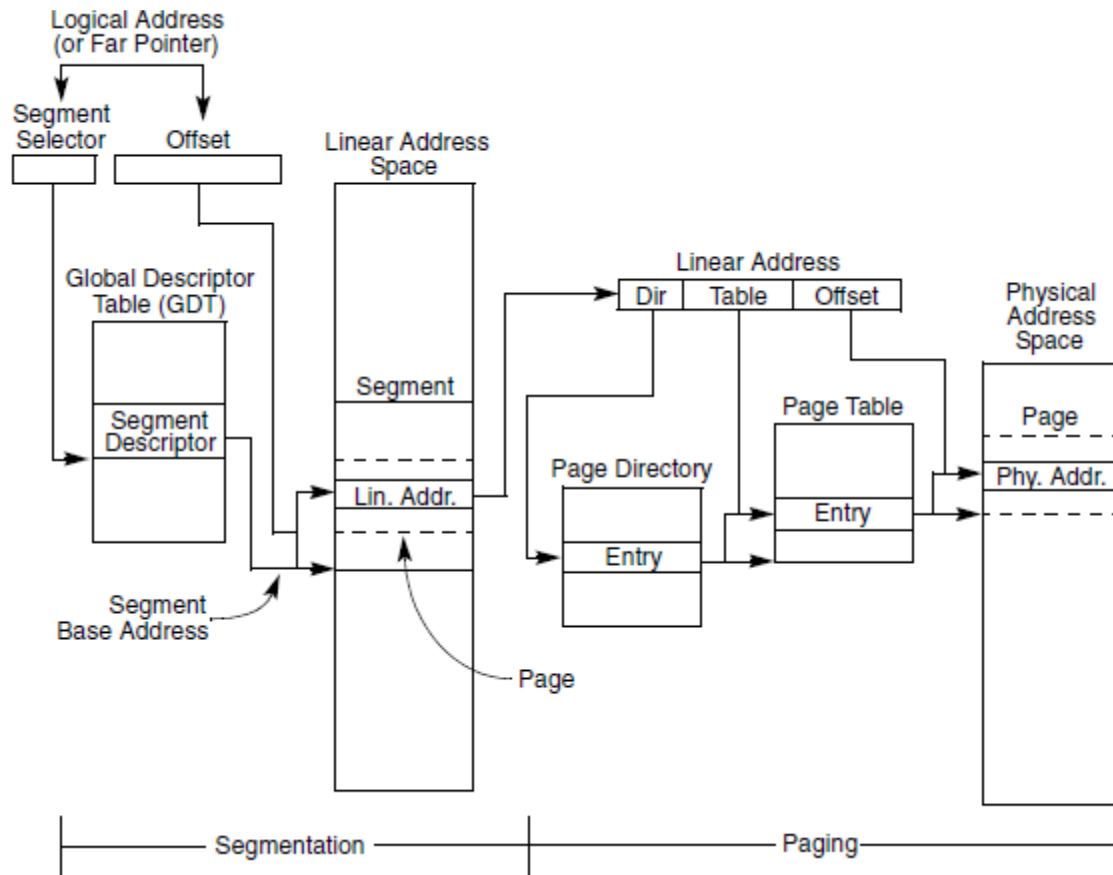 Logical Address
(or Far Pointer)
Segment
Selector
Offset
Linear Address
Space
Global Descriptor
Table (GDT)
Segment
Descriptor
Segment
Lin. Addr.
Segment
Base Address
Page
Linear Address
Dir
Table
Offset
Page Directory
Entry
Page Table
Entry
Physical
Address
Space
Page
Phy. Addr.
Segmentation
Paging